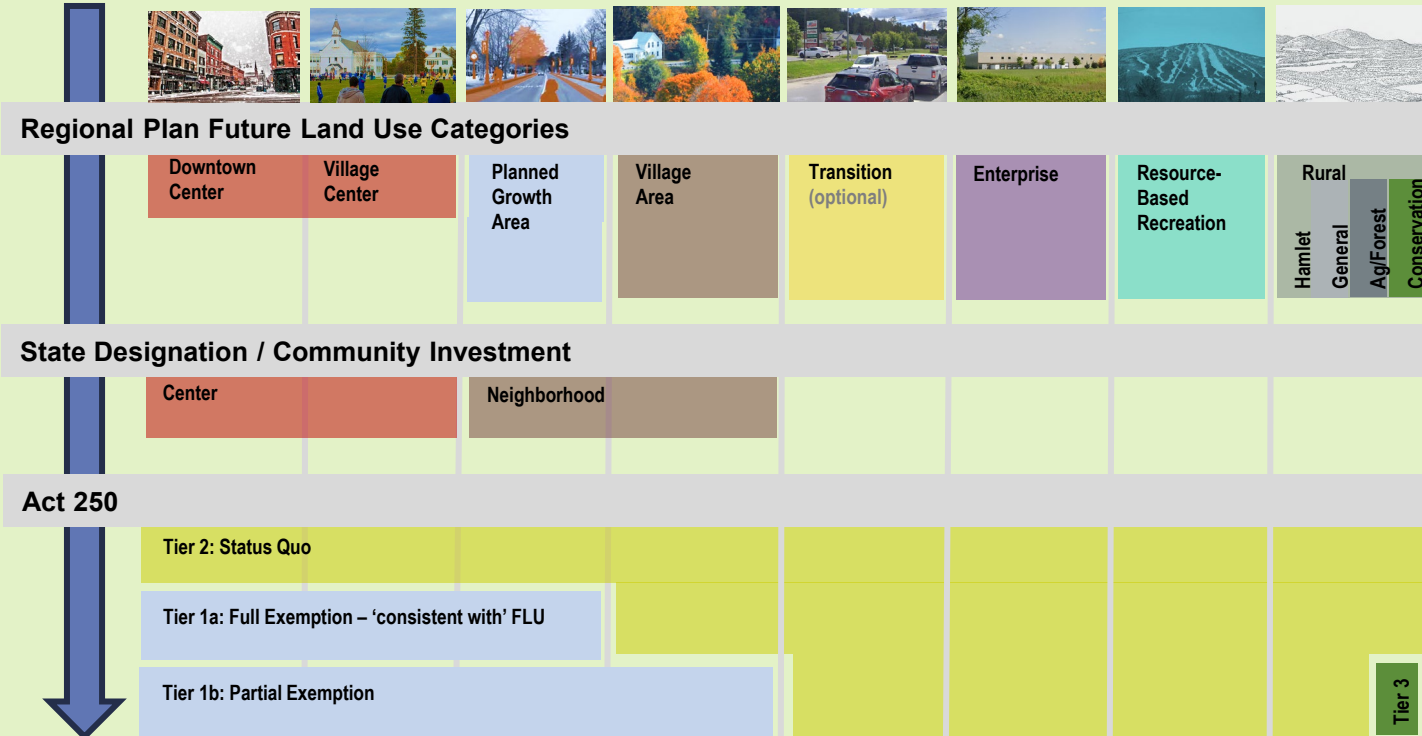 Regional Plan Future Land Use Categories
Downtown
Center
Village
Center
Planned
Growth
Area
Village
Area
Transition
(optional)
Enterprise
Resource-
Based
Recreation
Rural
Hamlet
General
Ag/Forest
Conservation
State Designation / Community Investment
Center
Neighborhood
Act 250
Tier 2: Status Quo
Tier 1a: Full Exemption – ‘consistent with’ FLU
Tier 1b: Partial Exemption
Tier 3